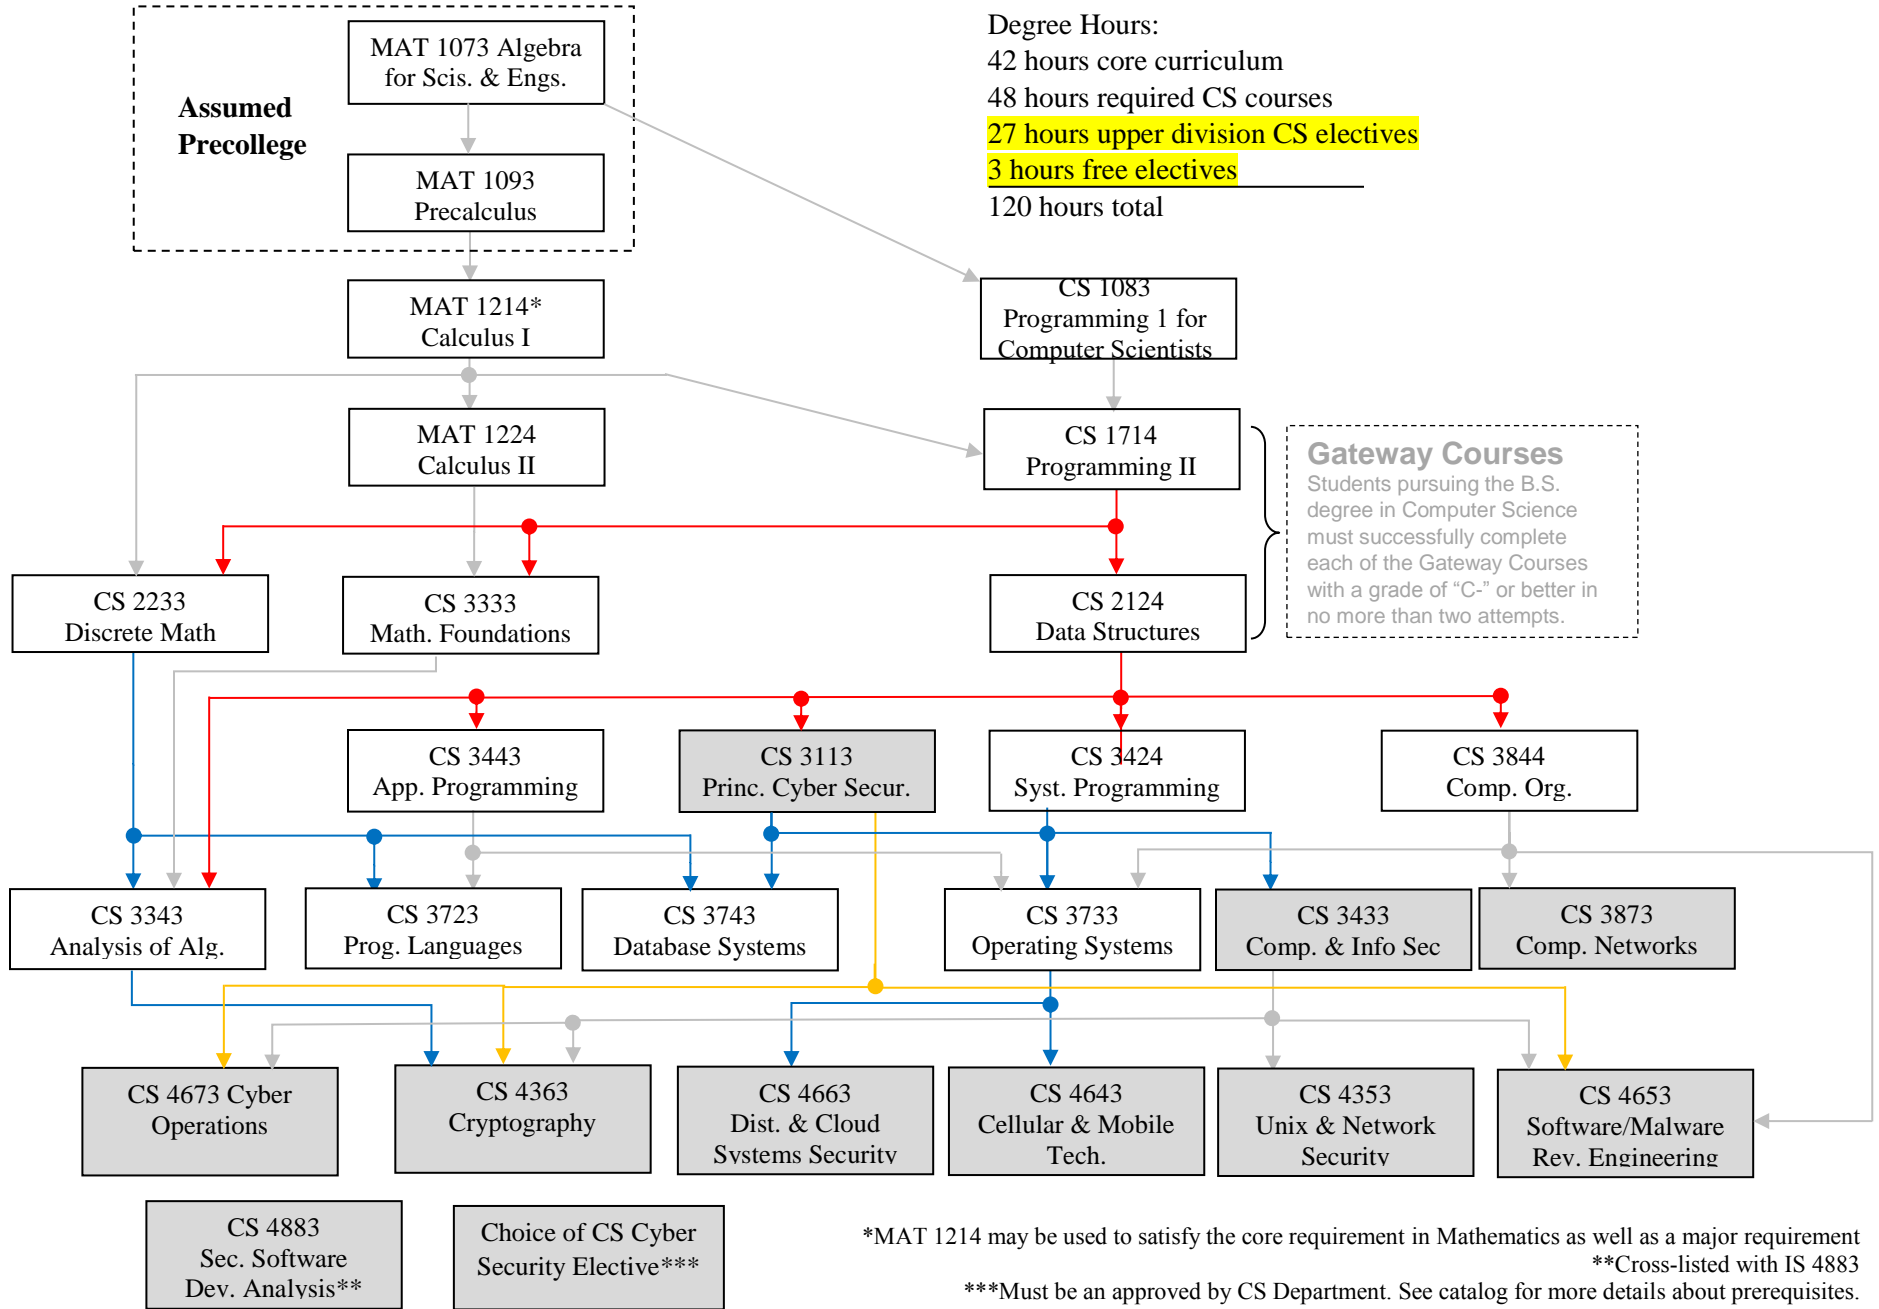 MAT 1073 Algebra
for Scis. & Engs.
Assumed
Precollege
MAT 1093
Precalculus
Degree Hours:
42 hours core curriculum
48 hours required CS courses
27 hours upper division CS electives
3 hours free electives
120 hours total
MAT 1214*
Calculus I
CS 1083
Programming 1 for
Computer Scientists
MAT 1224
Calculus II
CS 1714
Programming II
Gateway Courses
Students pursuing the B.S.
degree in Computer Science
must successfully complete
each of the Gateway Courses
with a grade of “C-” or better in
no more than two attempts.
CS 2233
Discrete Math
CS 3333
Math. Foundations
CS 2124
Data Structures
CS 3443
App. Programming
CS 3113
Princ. Cyber Secur.
CS 3424
Syst. Programming
CS 3844
Comp. Org.
CS 3343
Analysis of Alg.
CS 3723
Prog. Languages
CS 3743
Database Systems
CS 3733
Operating Systems
CS 3433
Comp. & Info Sec
CS 3873
Comp. Networks
CS 4673 Cyber
Operations
CS 4363
Cryptography
CS 4663
Dist. & Cloud
Systems Security
CS 4643
Cellular & Mobile
Tech.
CS 4353
Unix & Network
Security
CS 4653
Software/Malware
Rev. Engineering
CS 4883
Sec. Software
Dev. Analysis**
Choice of CS Cyber
Security Elective***
*MAT 1214 may be used to satisfy the core requirement in Mathematics as well as a major requirement
**Cross-listed with IS 4883
***Must be an approved by CS Department. See catalog for more details about prerequisites.